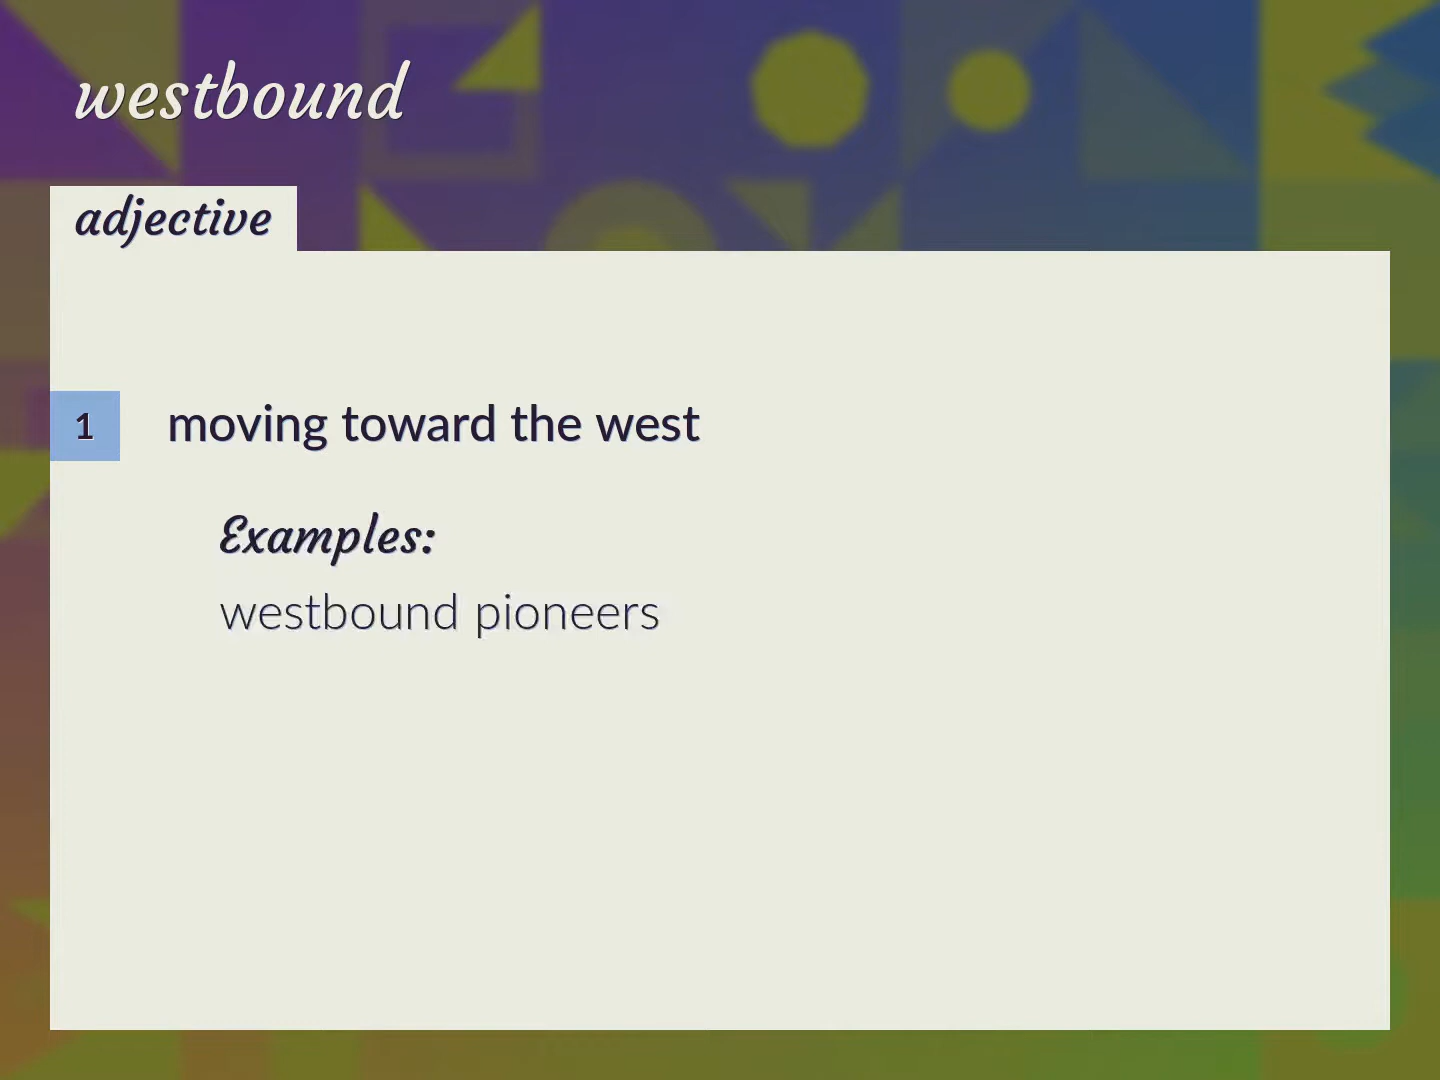 westbound
adjective
1 moving toward the west
Examples:
westbound pioneers